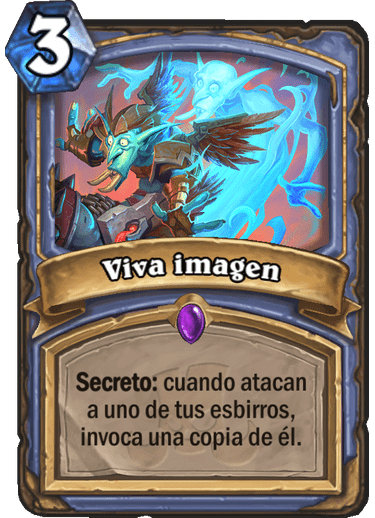 3
Viva imagen
Secreto: cuando atacan
a uno de tus esbirros,
invoca una copia de él.